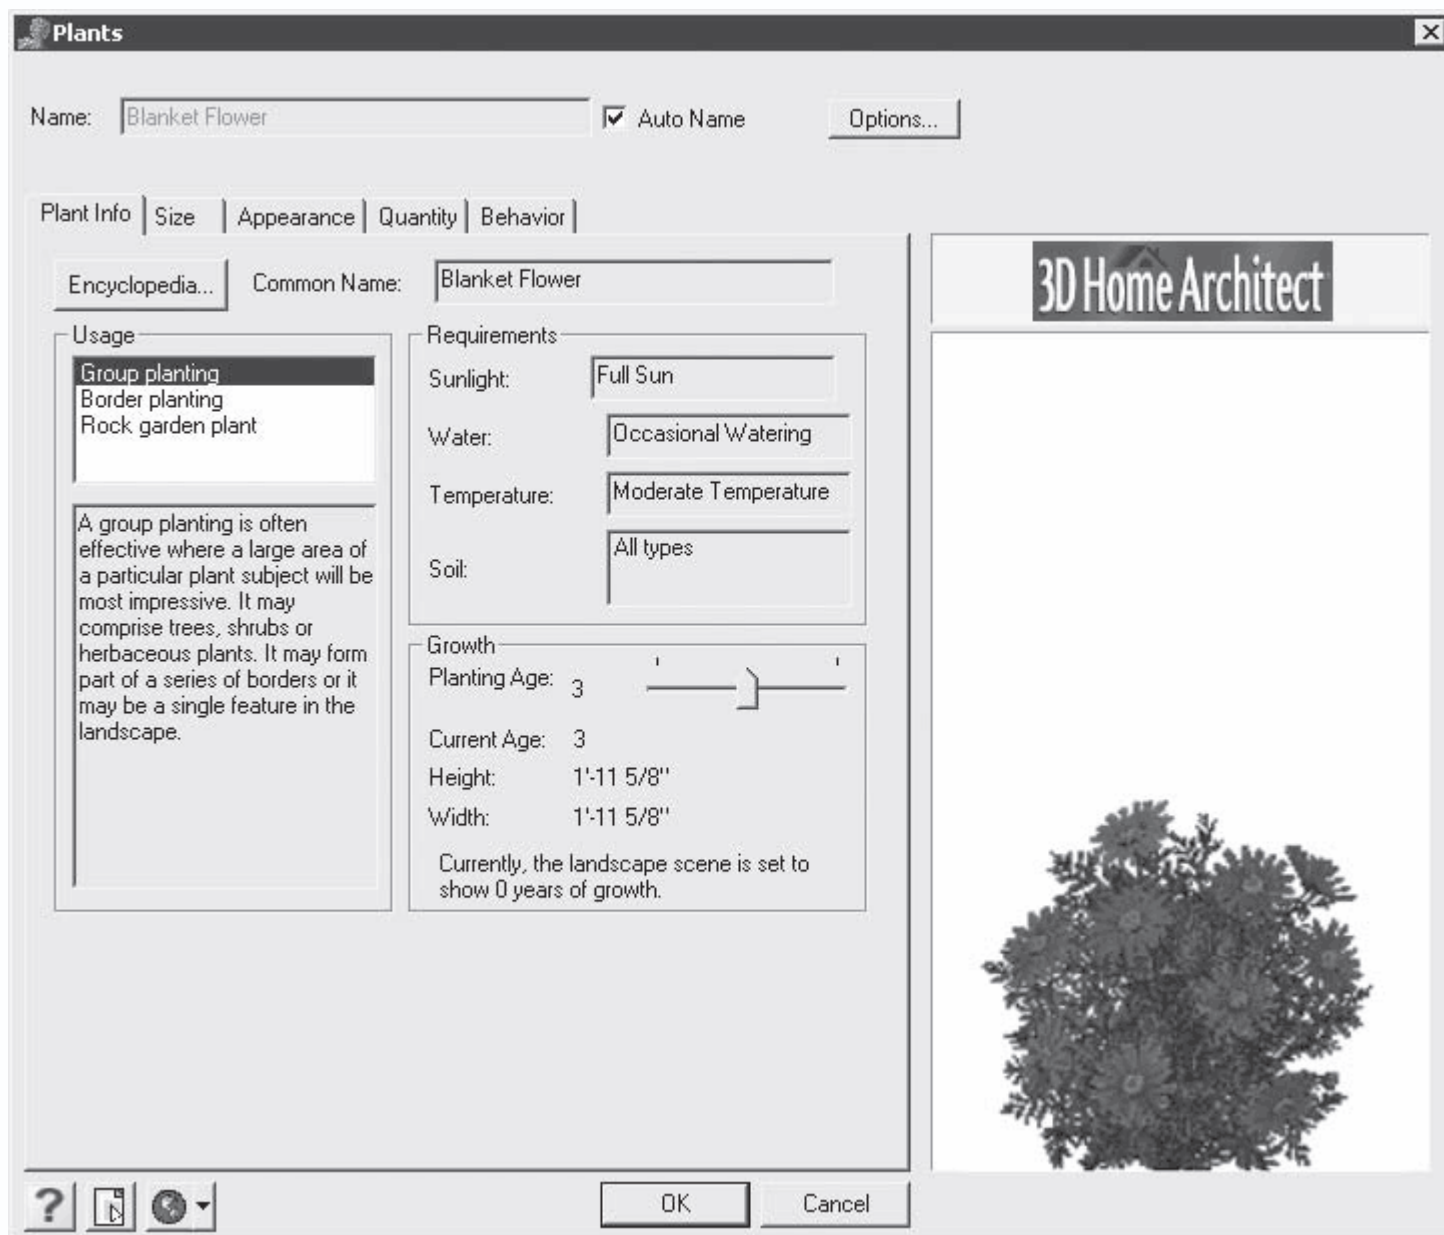 Plants
Name: Blanket Flower Auto Name Options...
Plant Info Size Appearance Quantity Behavior
Encyclopedia... Common Name: Blanket Flower
3D Home Architect
Usage
Group planting
Border planting
Rock garden plant
A group planting is often
effective where a large area of
a particular plant subject will be
most impressive. It may
comprise trees, shrubs or
herbaceous plants. It may form
part of a series of borders or it
may be a single feature in the
landscape.
Requirements
Sunlight: Full Sun
Water: Occasional Watering
Temperature: Moderate Temperature
Soil: All types
Growth
Planting Age: 3
Current Age: 3
Height: 1'-11 5/8"
Width: 1'-11 5/8"
Currently, the landscape scene is set to
show 0 years of growth.
?
OK Cancel